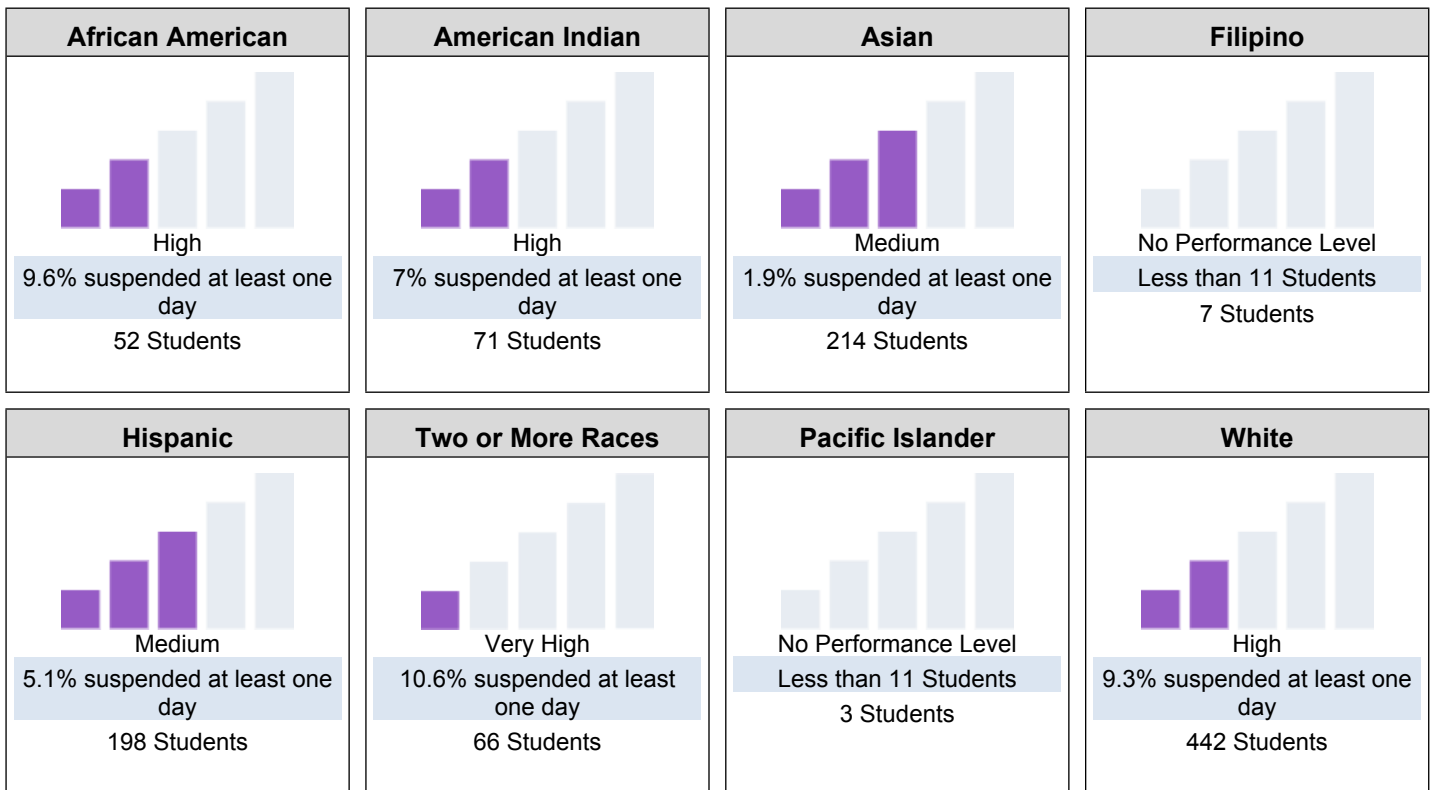 African American
High
9.6% suspended at least one
day
52 Students
American Indian
High
7% suspended at least one
day
71 Students
Asian
Medium
1.9% suspended at least one
day
214 Students
Filipino
No Performance Level
Less than 11 Students
7 Students
Hispanic
Medium
5.1% suspended at least one
day
198 Students
Two or More Races
Very High
10.6% suspended at least
one day
66 Students
Pacific Islander
No Performance Level
Less than 11 Students
3 Students
White
High
9.3% suspended at least one
day
442 Students